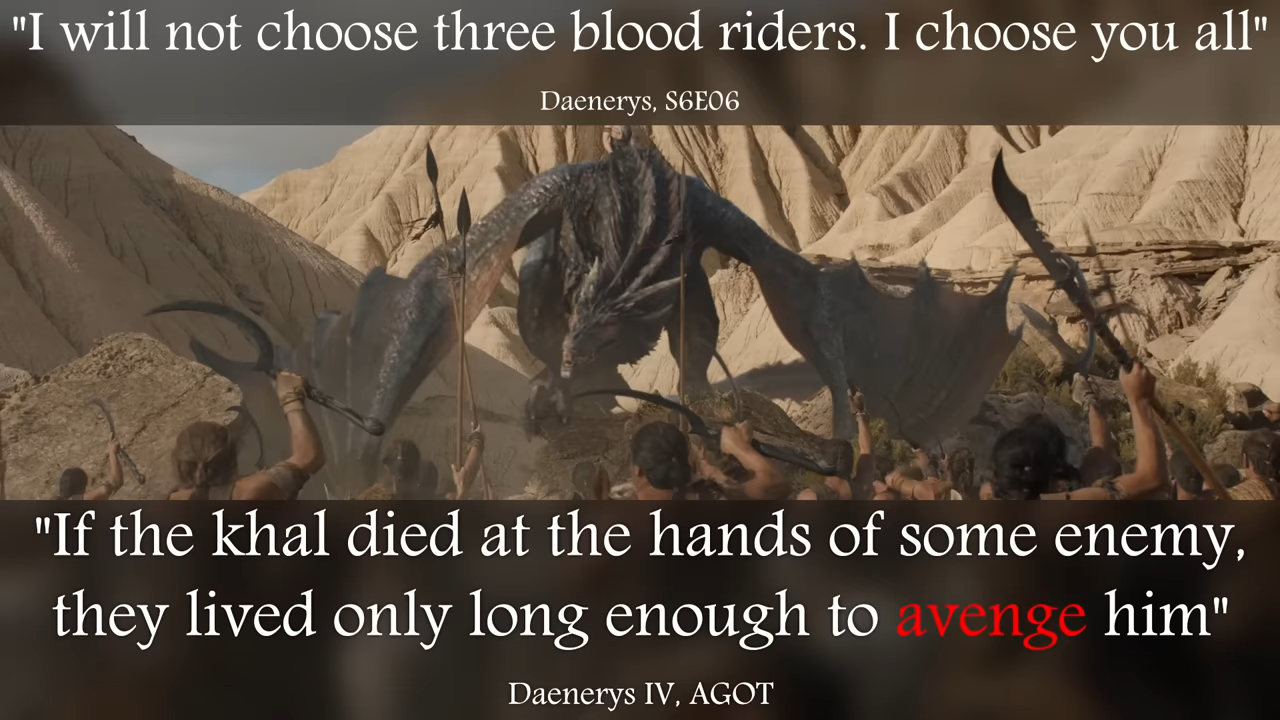 "I will not choose three blood riders. I choose you all"
Daenerys, S6E06
"If the khal died at the hands of some enemy,
they lived only long enough to avenge him"
Daenerys IV, AGOT